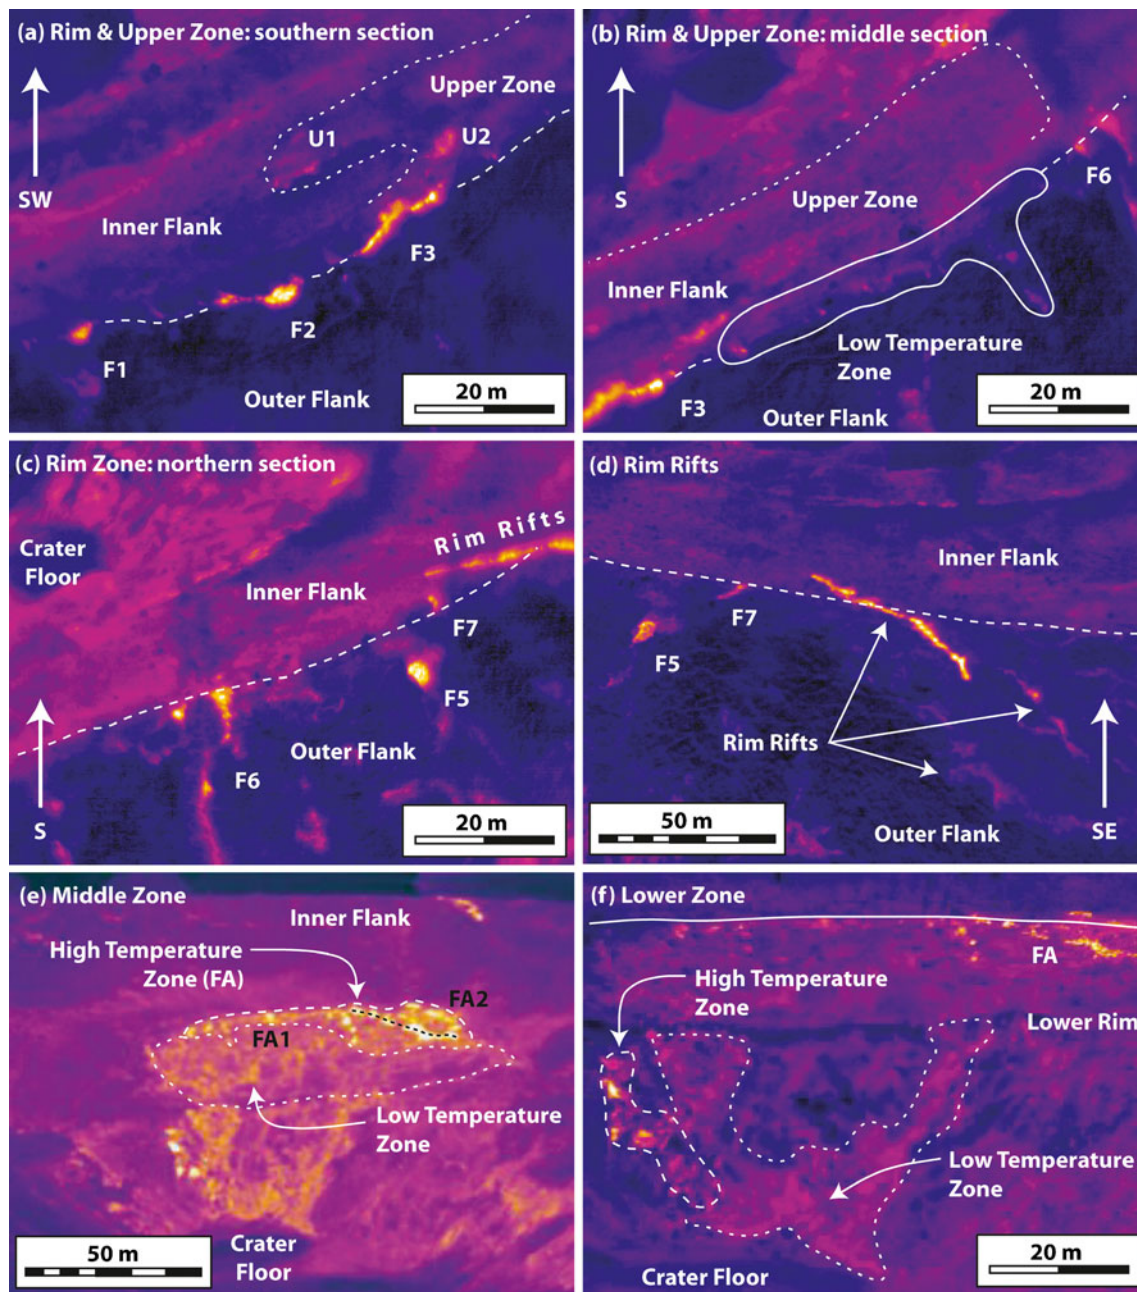 (a) Rim & Upper Zone: southern section
Upper Zone
U1
U2
SW
Inner Flank
F3
F2
F1
Outer Flank
20 m
(b) Rim & Upper Zone: middle section
S
F6
Upper Zone
Inner Flank
Low Temperature
Zone
F3
Outer Flank
20 m
(c) Rim Zone: northern section
Rim Rifts
Crater
Floor
Inner Flank
F7
F5
Outer Flank
F6
S
20 m
(d) Rim Rifts
Inner Flank
F7
F5
Rim Rifts
50 m
Outer Flank
SE
(e) Middle Zone
Inner Flank
High Temperature
Zone (FA)
FA2
FA1
Low Temperature
Zone
50 m
Crater
Floor
(f) Lower Zone
FA
High Temperature
Zone
Lower Rim
Low Temperature
Zone
20 m
Crater Floor